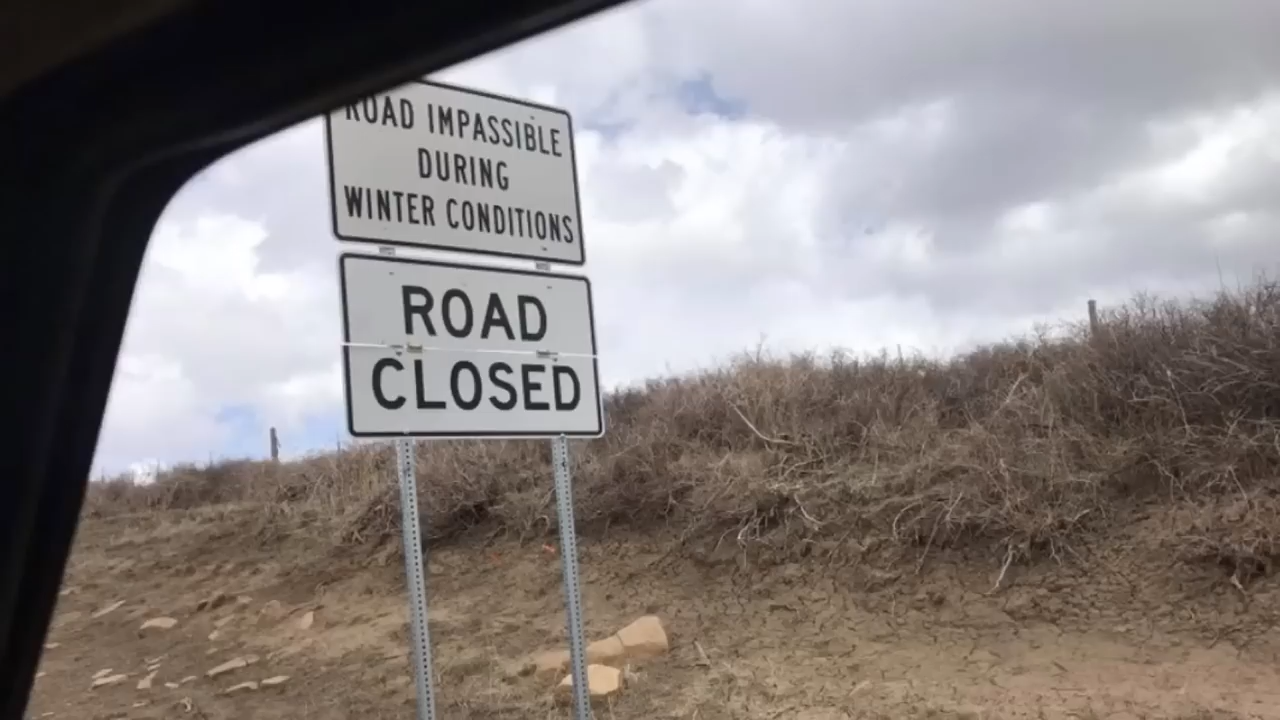 ROAD IMPASSIBLE
DURING
WINTER CONDITIONS
ROAD
CLOSED